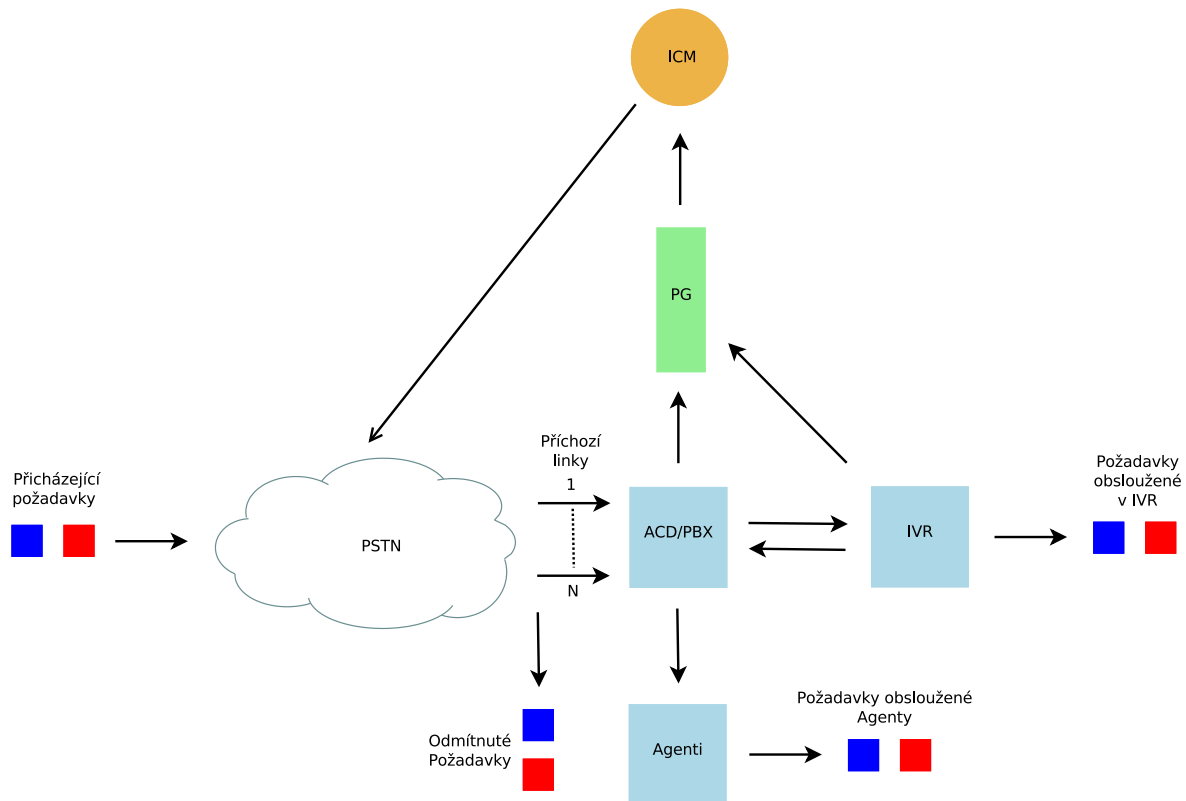 ICM
PG
Příchozí
linky
1
Přicházející
požadavky
PSTN
ACD/PBX
IVR
Požadavky
obsloužené
v IVR
N
Požadavky obsloužené
Agenty
Odmítnuté
Požadavky
Agenti